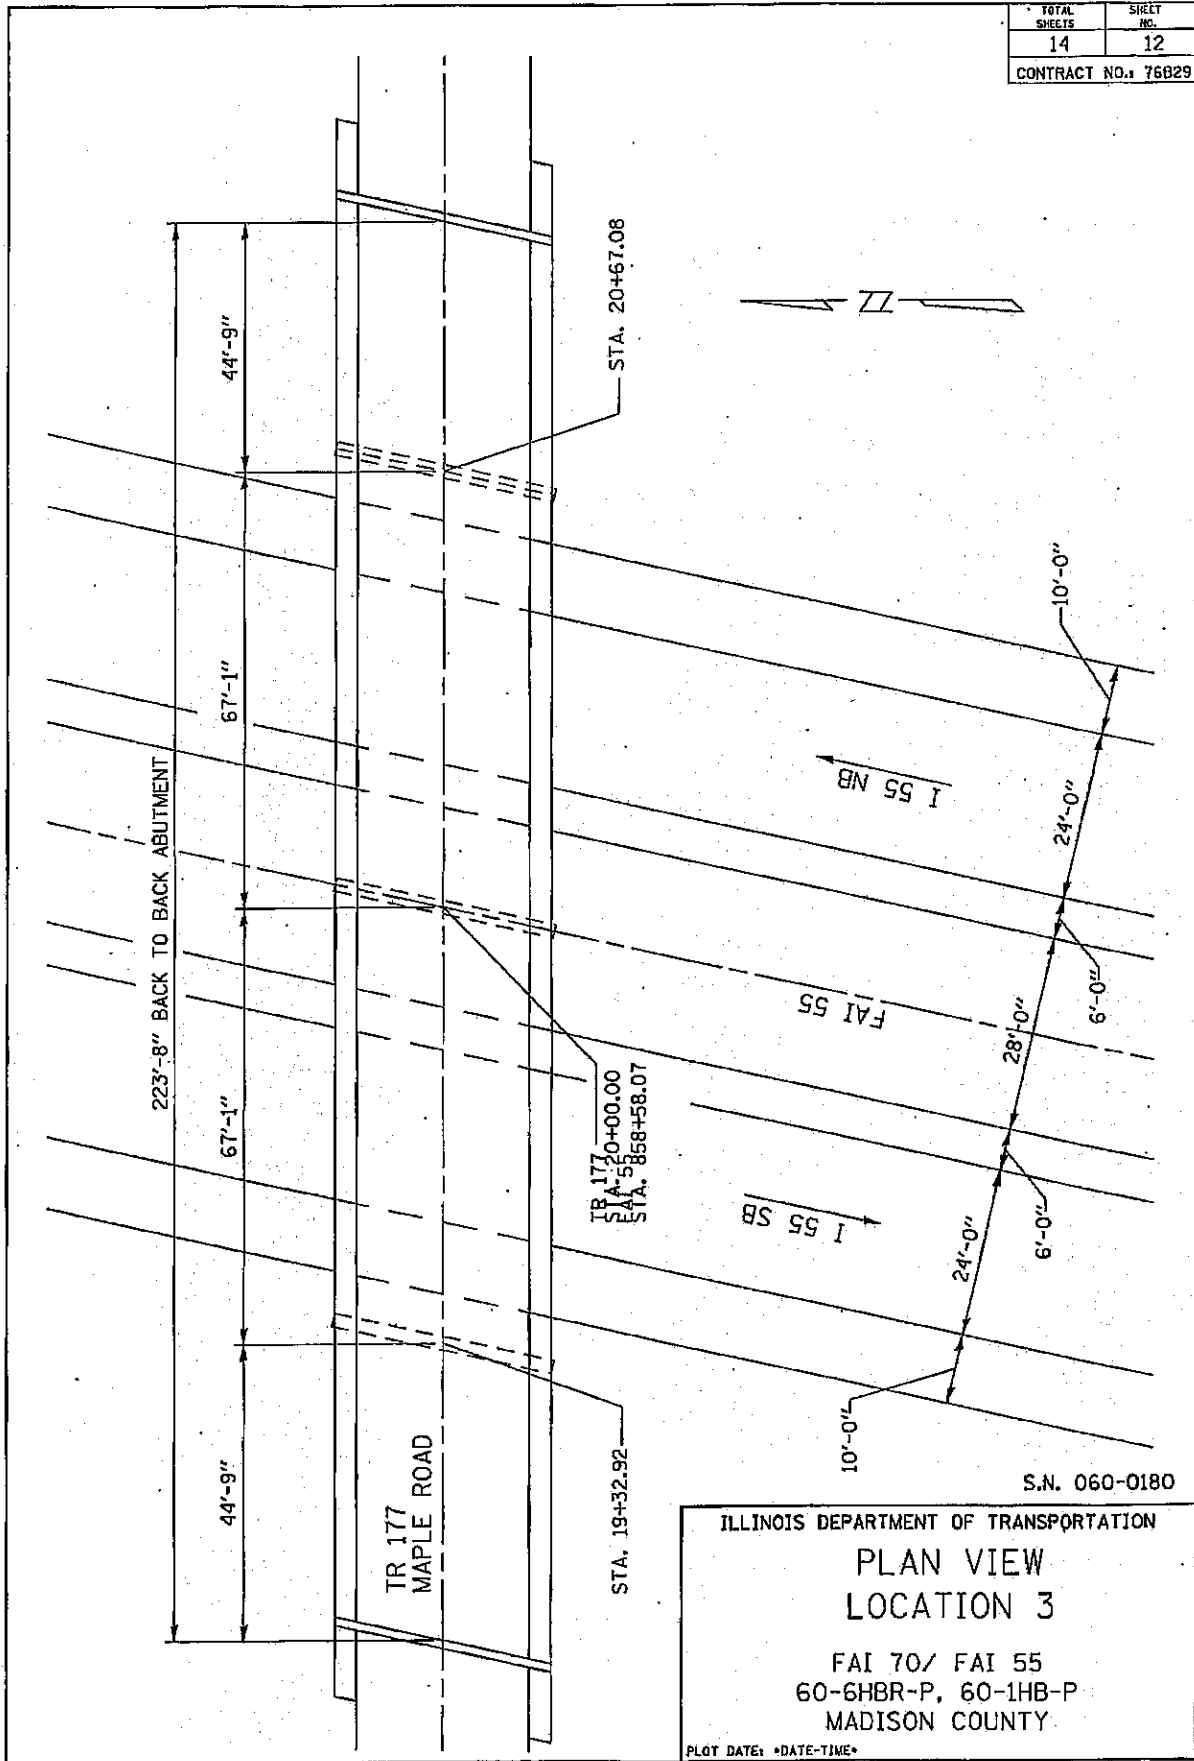 TOTAL SHEETS
SHEET NO.
14
12
CONTRACT NO.: 76B29
44'-9"
STA. 20+67.08
N
67'-1"
223'-8" BACK TO BACK ABUTMENT
10'-0"
I 55 NB
24'-0"
6'-0"
FAI 55
28'-0"
TR 177
STA. 20+00.00
FAI 55
STA. 858+58.07
67'-1"
I 55 SB
6'-0"
24'-0"
10'-0"
STA. 19+32.92
44'-9"
TR 177
MAPLE ROAD
S.N. 060-0180
ILLINOIS DEPARTMENT OF TRANSPORTATION
PLAN VIEW
LOCATION 3
FAI 70/ FAI 55
60-6HBR-P, 60-1HB-P
MADISON COUNTY
PLOT DATE: *DATE-TIME*